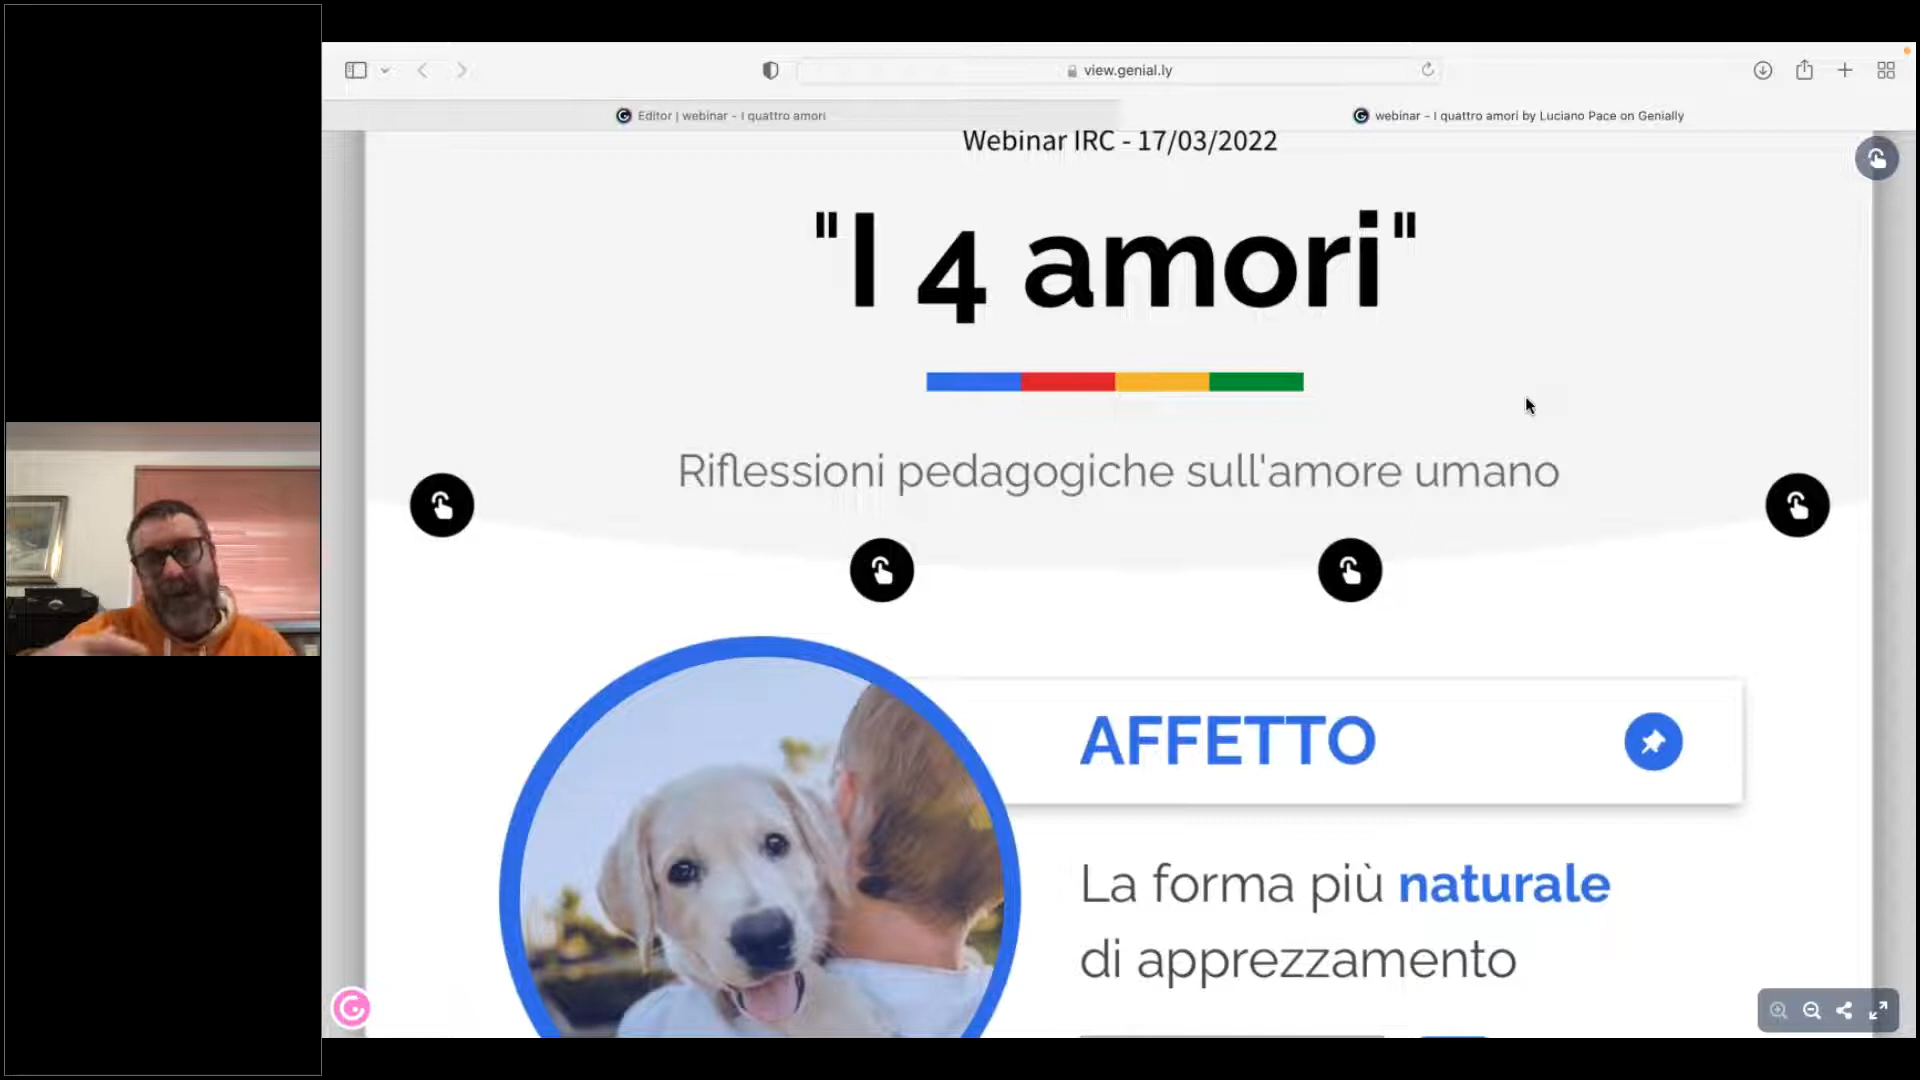 view.genial.ly
Editor | webinar - I quattro amori
webinar - I quattro amori by Luciano Pace on Genially
Webinar IRC - 17/03/2022
"I 4 amori"
Riflessioni pedagogiche sull'amore umano
AFFETTO
La forma più naturale
di apprezzamento